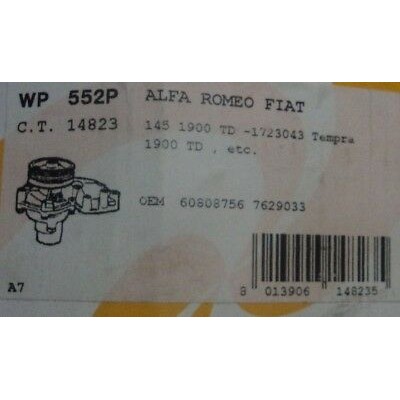 WP 552P ALFA ROMEO FIAT
C.T. 14823 145 1900 TD -1723043 Tempra
1900 TD , etc.
OEM 60808756 7629033
8 013906 148235
A7